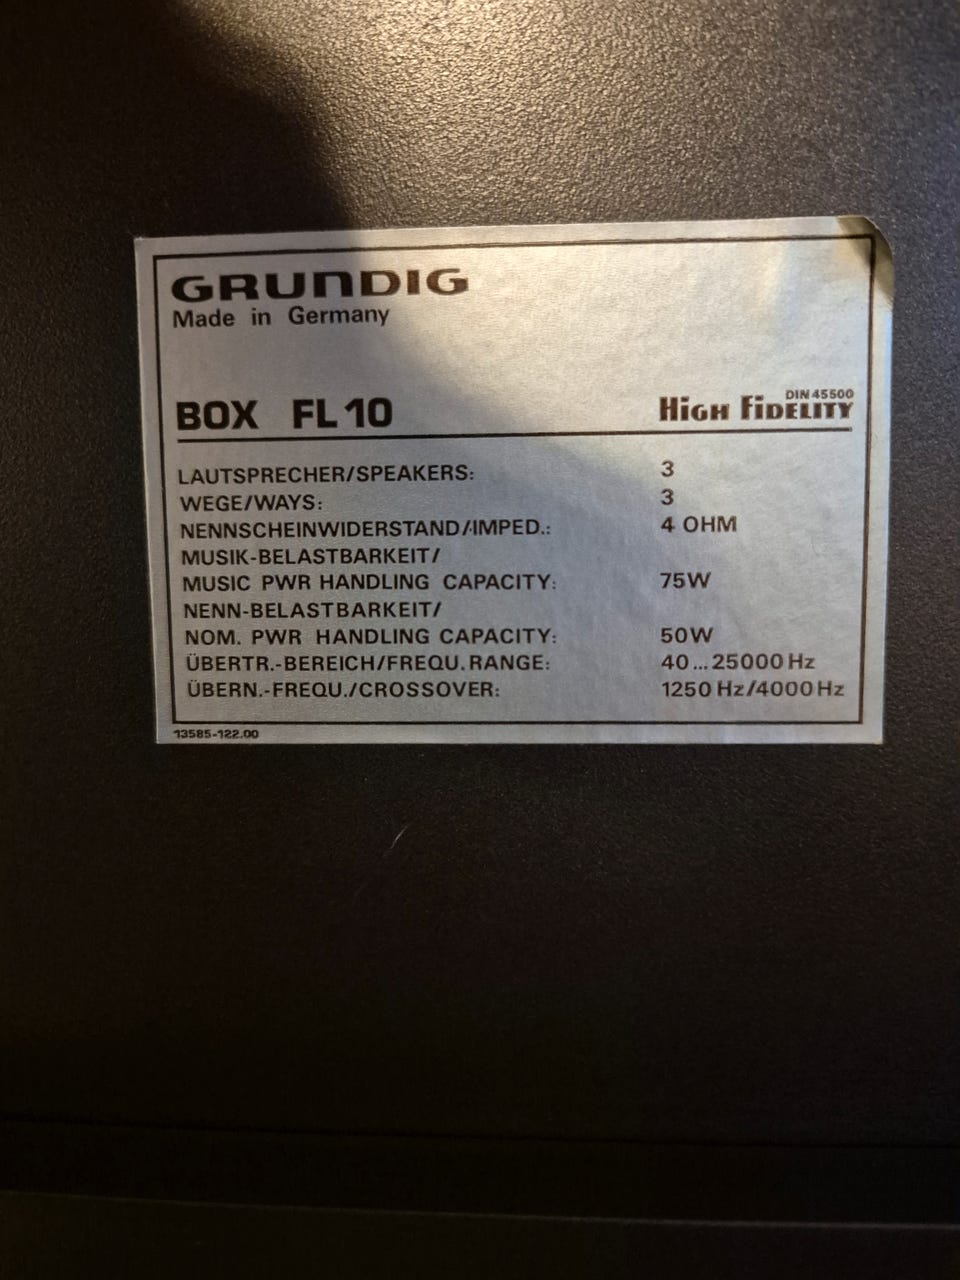 GRUNDIG
Made in Germany
BOX FL 10
DIN 45500
HIGH FIDELITY
LAUTSPRECHER/SPEAKERS: 3
WEGE/WAYS: 3
NENNSCHEINWIDERSTAND/IMPED.: 4 OHM
MUSIK-BELASTBARKEIT/
MUSIC PWR HANDLING CAPACITY: 75W
NENN-BELASTBARKEIT/
NOM. PWR HANDLING CAPACITY: 50W
ÜBERTR.-BEREICH/FREQU. RANGE: 40...25000 Hz
ÜBERN.-FREQU./CROSSOVER: 1250 Hz/4000 Hz
13585-122.00